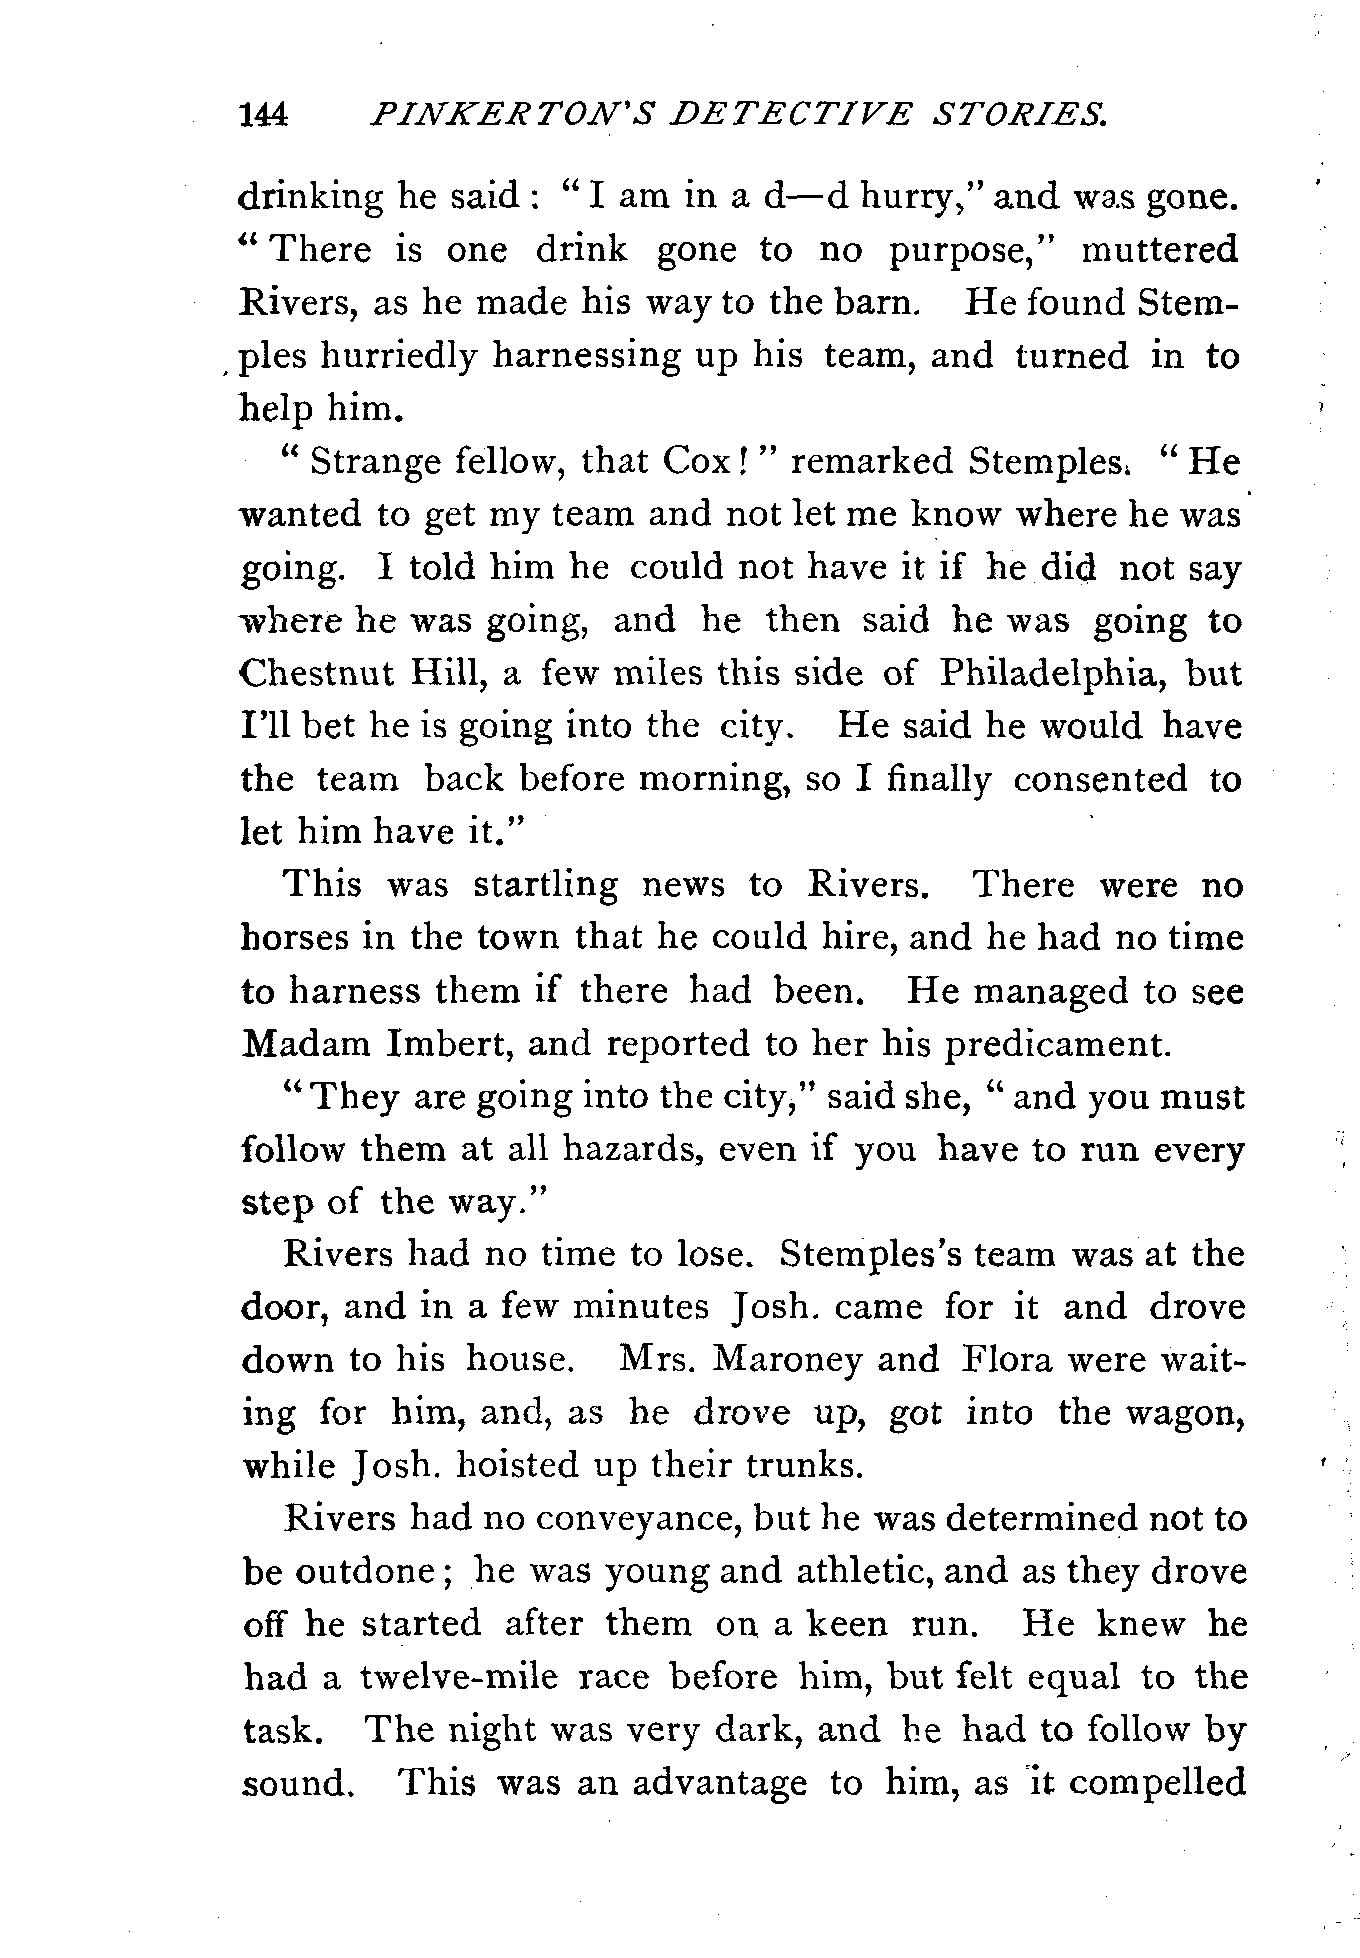 144 PINKERTON'S DETECTIVE STORIES.
drinking he said : “ I am in a d—d hurry,” and was gone.
“ There is one drink gone to no purpose,” muttered
Rivers, as he made his way to the barn. He found Stem-
ples hurriedly harnessing up his team, and turned in to
help him.
“ Strange fellow, that Cox ! ” remarked Stemples. “ He
wanted to get my team and not let me know where he was
going. I told him he could not have it if he did not say
where he was going, and he then said he was going to
Chestnut Hill, a few miles this side of Philadelphia, but
I'll bet he is going into the city. He said he would have
the team back before morning, so I finally consented to
let him have it.”
This was startling news to Rivers. There were no
horses in the town that he could hire, and he had no time
to harness them if there had been. He managed to see
Madam Imbert, and reported to her his predicament.
“ They are going into the city,” said she, “ and you must
follow them at all hazards, even if you have to run every
step of the way.”
Rivers had no time to lose. Stemples's team was at the
door, and in a few minutes Josh. came for it and drove
down to his house. Mrs. Maroney and Flora were wait-
ing for him, and, as he drove up, got into the wagon,
while Josh. hoisted up their trunks.
Rivers had no conveyance, but he was determined not to
be outdone ; he was young and athletic, and as they drove
off he started after them on a keen run. He knew he
had a twelve-mile race before him, but felt equal to the
task. The night was very dark, and he had to follow by
sound. This was an advantage to him, as it compelled